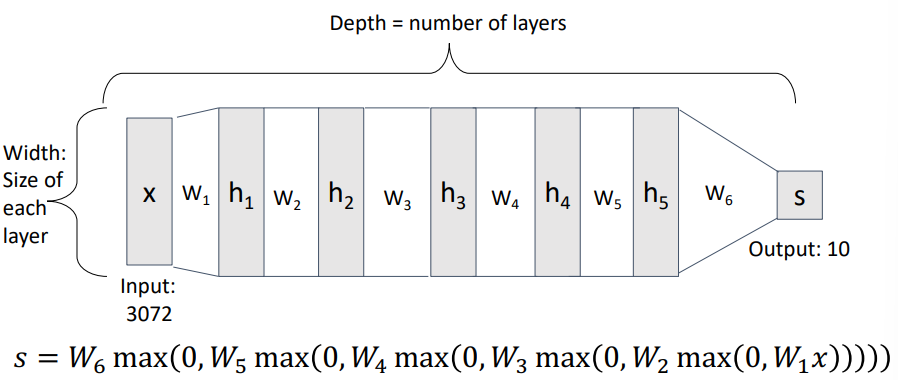 Depth = number of layers
Width:
Size of
each
layer
x W₁ h₁ W₂ h₂ W₃ h₃ W₄ h₄ W₅ h₅ W₆ s
Input:
3072
Output: 10
s = W₆ max(0, W₅ max(0, W₄ max(0, W₃ max(0, W₂ max(0, W₁x)))))